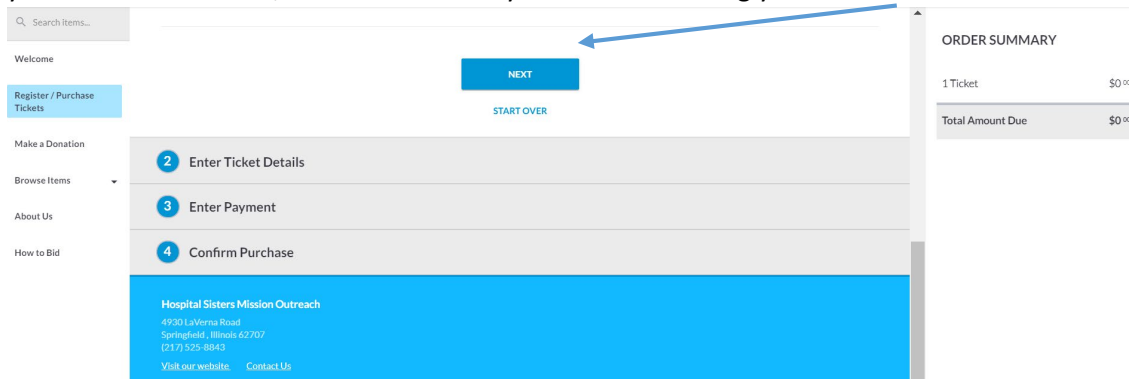 Search items...
Welcome
Register / Purchase
Tickets
Make a Donation
Browse Items
About Us
How to Bid
NEXT
START OVER
2 Enter Ticket Details
3 Enter Payment
4 Confirm Purchase
Hospital Sisters Mission Outreach
4930 LaVerna Road
Springfield , Illinois 62707
(217) 525-8843
Visit our website Contact Us
ORDER SUMMARY
1 Ticket $0 00
Total Amount Due $0 00